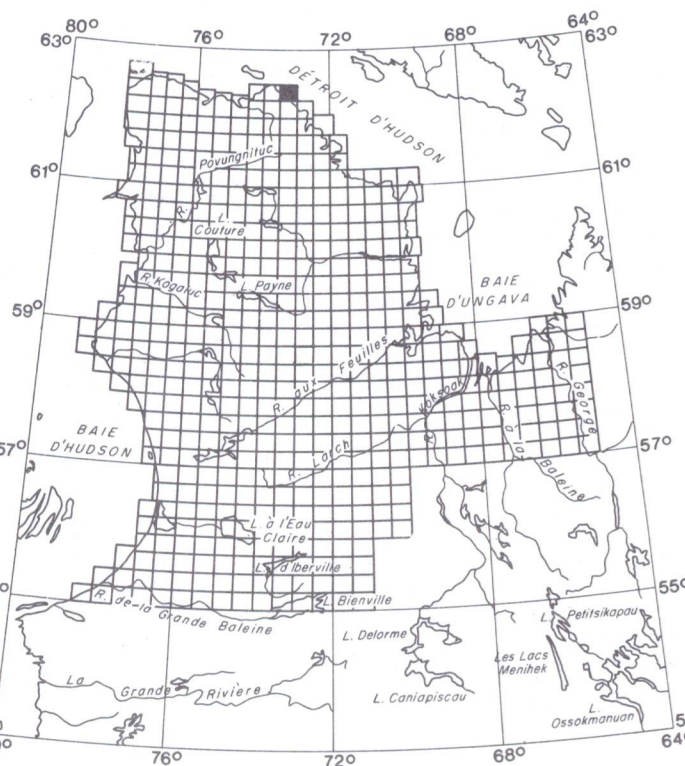 80° 76° 72° 68° 64°
63° 63°
DÉTROIT D'HUDSON
Povungnituc
R.
61° 61°
L.
Couture
R. Kogaluc
L. Payne
BAIE
D'UNGAVA
59° 59°
R. aux Feuilles
Koksoak
R.
R. George
R. à la Baleine
BAIE
D'HUDSON
57° 57°
R. Larch
L. à l'Eau
Claire
L. d'Iberville
55°
R. de-la Grande Baleine
L. Bienville
L. Petitsikapau
L. Delorme
Les Lacs
Menihek
La Grande Rivière
L. Caniapiscau
L.
Ossokmanuan
76° 72° 68° 64